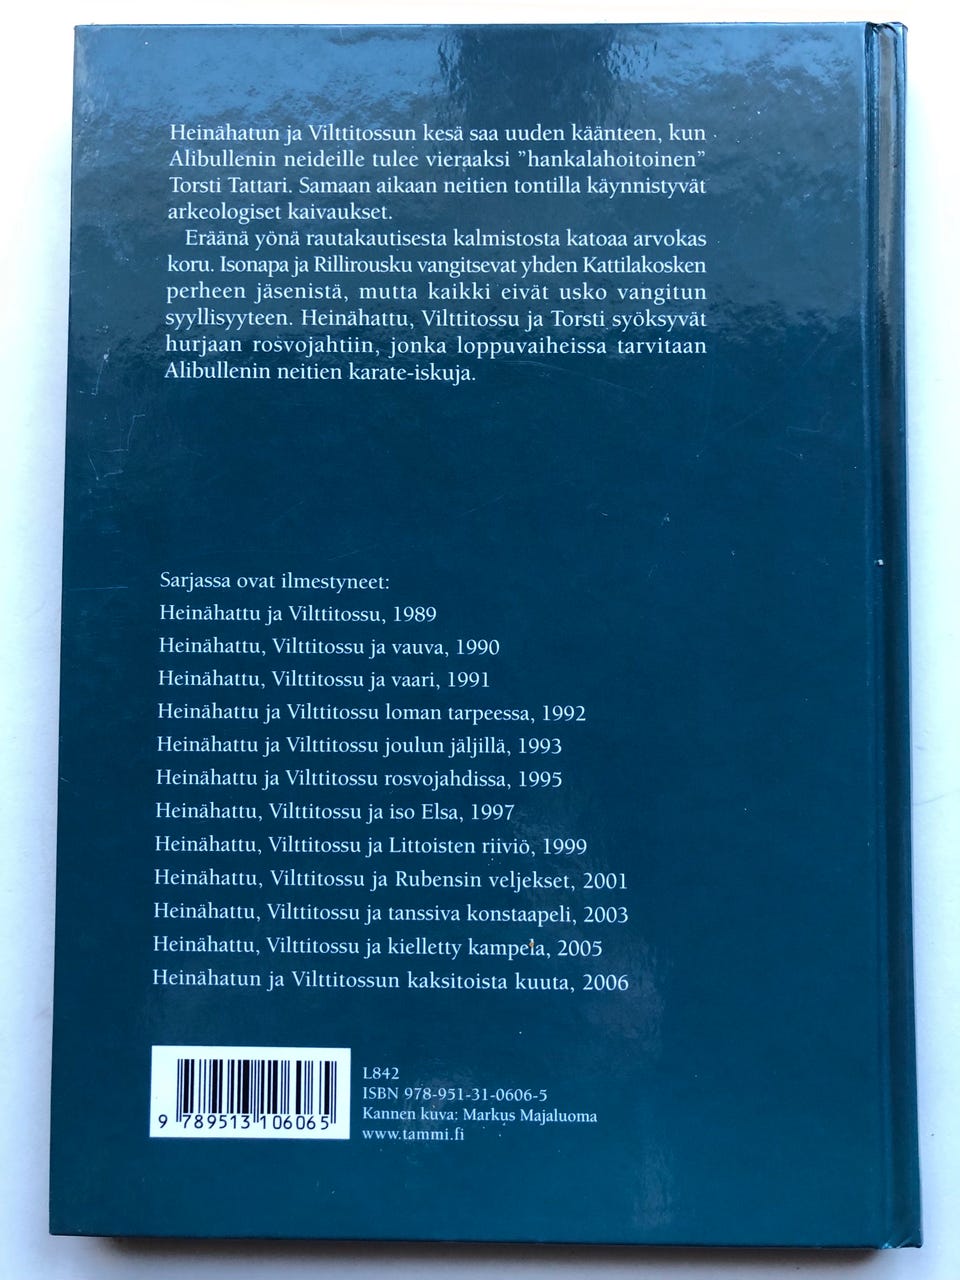 Heinähatun ja Vilttitossun kesä saa uuden käänteen, kun
Alibullenin neideille tulee vieraaksi ”hankalahoitoinen”
Torsti Tattari. Samaan aikaan neitien tontilla käynnistyvät
arkeologiset kaivaukset.
Eräänä yönä rautakautisesta kalmistosta katoaa arvokas
koru. Isonapa ja Rillirousku vangitsevat yhden Kattilakosken
perheen jäsenistä, mutta kaikki eivät usko vangitun
syyllisyyteen. Heinähattu, Vilttitossu ja Torsti syöksyvät
hurjaan rosvojahtiin, jonka loppuvaiheissa tarvitaan
Alibullenin neitien karate-iskuja.
Sarjassa ovat ilmestyneet:
Heinähattu ja Vilttitossu, 1989
Heinähattu, Vilttitossu ja vauva, 1990
Heinähattu, Vilttitossu ja vaari, 1991
Heinähattu ja Vilttitossu loman tarpeessa, 1992
Heinähattu ja Vilttitossu joulun jäljillä, 1993
Heinähattu ja Vilttitossu rosvojahdissa, 1995
Heinähattu, Vilttitossu ja iso Elsa, 1997
Heinähattu, Vilttitossu ja Littoisten riiviö, 1999
Heinähattu, Vilttitossu ja Rubensin veljekset, 2001
Heinähattu, Vilttitossu ja tanssiva konstaapeli, 2003
Heinähattu, Vilttitossu ja kielletty kampela, 2005
Heinähatun ja Vilttitossun kaksitoista kuuta, 2006
L842
ISBN 978-951-31-0606-5
Kannen kuva: Markus Majaluoma
www.tammi.fi
9 789513 106065